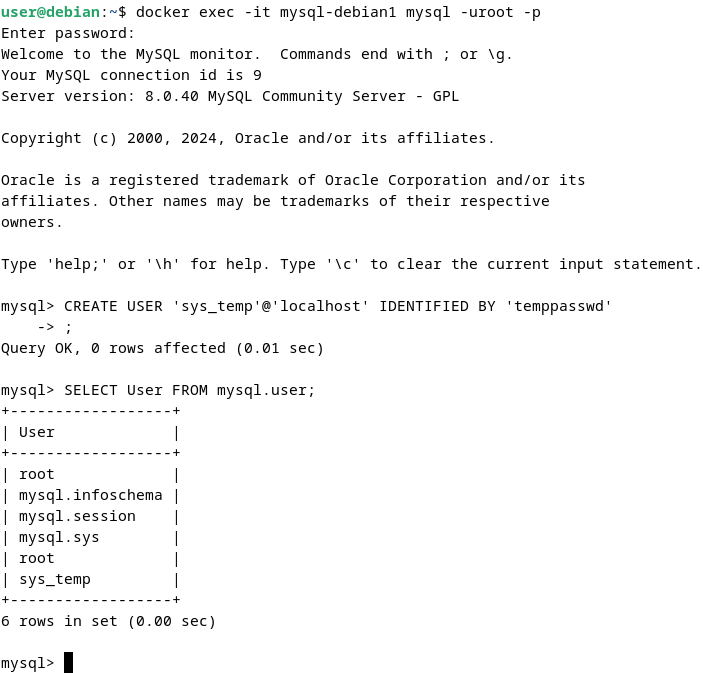 user@debian:~$ docker exec -it mysql-debian1 mysql -uroot -p
Enter password:
Welcome to the MySQL monitor.  Commands end with ; or \g.
Your MySQL connection id is 9
Server version: 8.0.40 MySQL Community Server - GPL

Copyright (c) 2000, 2024, Oracle and/or its affiliates.

Oracle is a registered trademark of Oracle Corporation and/or its
affiliates. Other names may be trademarks of their respective
owners.

Type 'help;' or '\h' for help. Type '\c' to clear the current input statement.

mysql> CREATE USER 'sys_temp'@'localhost' IDENTIFIED BY 'temppasswd'
    -> ;
Query OK, 0 rows affected (0.01 sec)

mysql> SELECT User FROM mysql.user;
+------------------+
| User             |
+------------------+
| root             |
| mysql.infoschema |
| mysql.session    |
| mysql.sys        |
| root             |
| sys_temp         |
+------------------+
6 rows in set (0.00 sec)

mysql>